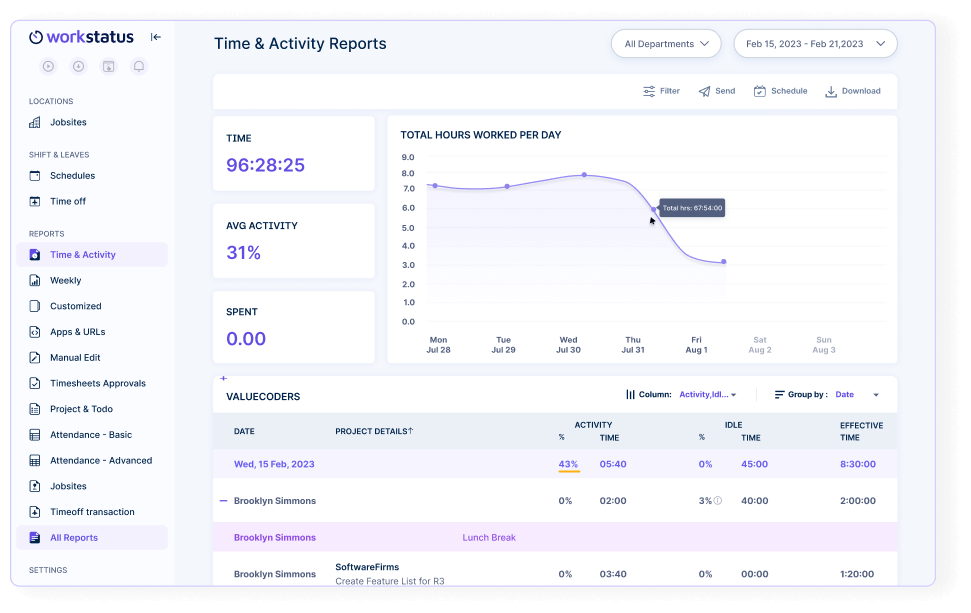 workstatus
LOCATIONS
Jobsites
SHIFT & LEAVES
Schedules
Time off
REPORTS
Time & Activity
Weekly
Customized
Apps & URLs
Manual Edit
Timesheets Approvals
Project & Todo
Attendance - Basic
Attendance - Advanced
Jobsites
Timeoff transaction
All Reports
SETTINGS
Time & Activity Reports
All Departments
Feb 15, 2023 - Feb 21,2023
Filter
Send
Schedule
Download
TIME
96:28:25
AVG ACTIVITY
31%
SPENT
0.00
TOTAL HOURS WORKED PER DAY
9.0
8.0
7.0
6.0
5.0
4.0
3.0
2.0
1.0
0.0
Total hrs: 67:54:00
Mon Tue Wed Thu Fri Sat Sun
Jul 28 Jul 29 Jul 30 Jul 31 Aug 1 Aug 2 Aug 3
VALUECODERS
Column: Activity,Idl...
Group by : Date
ACTIVITY IDLE EFFECTIVE
DATE PROJECT DETAILS↑ % TIME % TIME TIME
Wed, 15 Feb, 2023 43% 05:40 0% 45:00 8:30:00
Brooklyn Simmons 0% 02:00 3% 40:00 2:00:00
Brooklyn Simmons Lunch Break
SoftwareFirms
Brooklyn Simmons 0% 03:40 0% 00:00 1:20:00
Create Feature List for R3